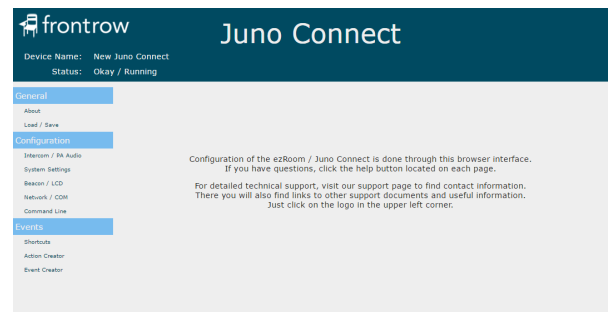 frontrow
Juno Connect
Device Name: New Juno Connect
Status: Okay / Running
General
About
Load / Save
Configuration
Intercom / PA Audio
System Settings
Beacon / LCD
Network / COM
Command Line
Events
Shortcuts
Action Creator
Event Creator
Configuration of the ezRoom / Juno Connect is done through this browser interface.
If you have questions, click the help button located on each page.
For detailed technical support, visit our support page to find contact information.
There you will also find links to other support documents and useful information.
Just click on the logo in the upper left corner.